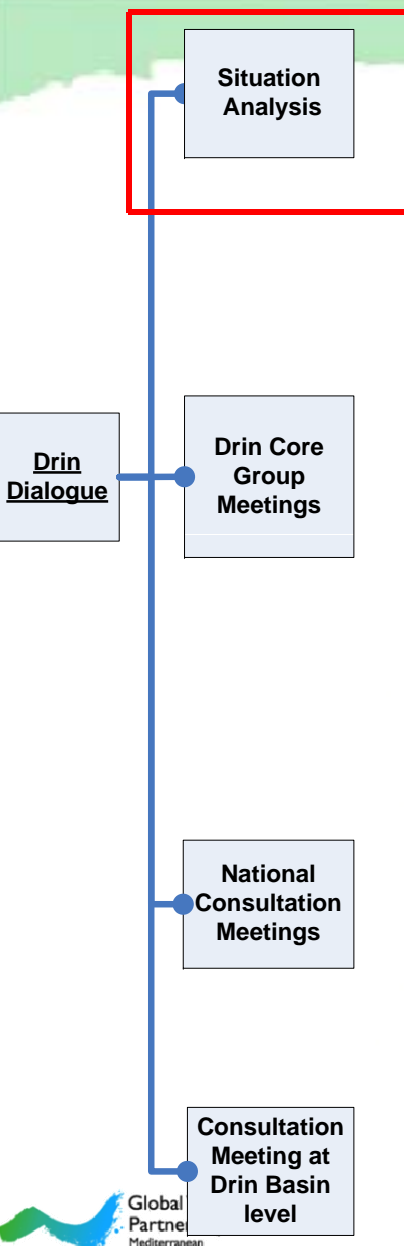 Situation
Analysis
Drin
Dialogue
Drin Core
Group
Meetings
National
Consultation
Meetings
Consultation
Meeting at
Drin Basin
level
Global
Mediterranean